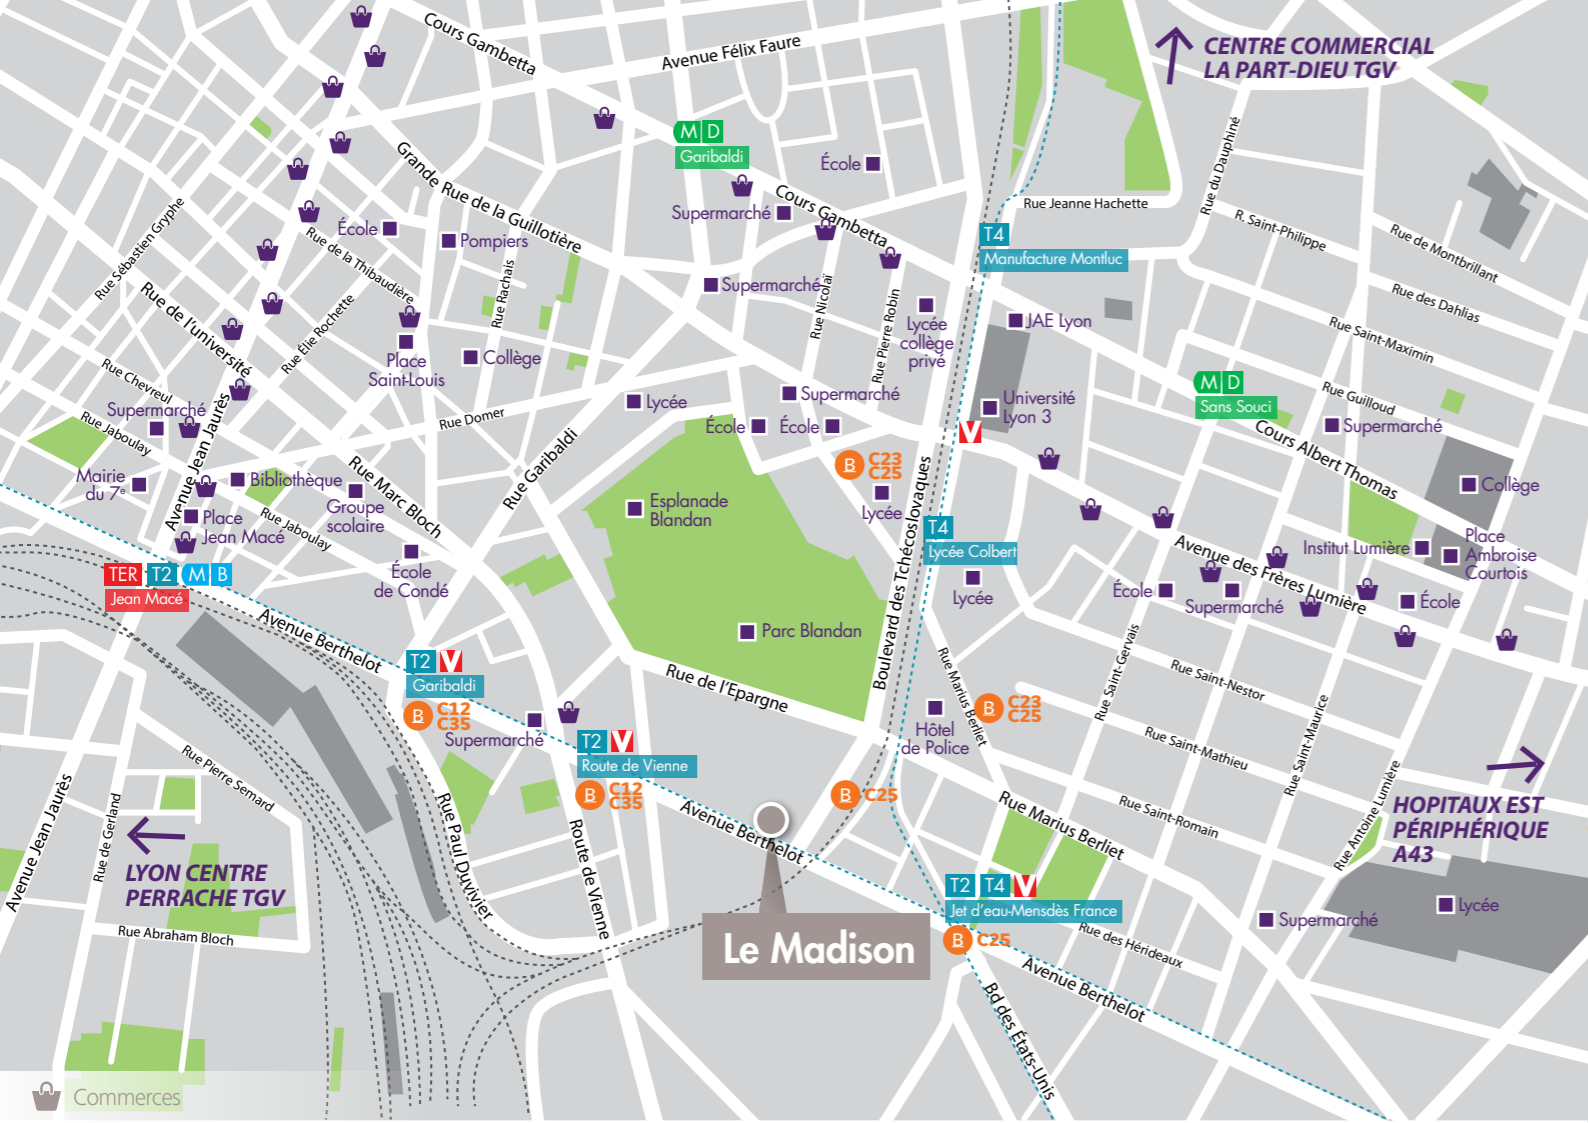 Cours Gambetta
Avenue Félix Faure
CENTRE COMMERCIAL
LA PART-DIEU TGV
M D
Garibaldi
École
Grande Rue de la Guillotière
Supermarché
Cours Gambetta
Rue Jeanne Hachette
Rue du Dauphiné
R. Saint-Philippe
Rue de Montbrillant
Rue Sébastien Gryphe
École
Pompiers
Rue de la Thibaudière
Rue Rachais
T4
Manufacture Montluc
Supermarché
Rue Nicolaï
Rue Pierre Robin
Rue des Dahlias
Rue de l'université
Rue Élie Rochette
Lycée
collège
privé
JAE Lyon
Rue Saint-Maximin
Place
Saint-Louis
Collège
Rue Chevreul
Supermarché
Rue Jaboulay
Avenue Jean Jaurès
Rue Domer
Lycée
Supermarché
École
École
Université
Lyon 3
V
M D
Sans Souci
Rue Guilloud
Supermarché
Cours Albert Thomas
Mairie
du 7e
Bibliothèque
Groupe
scolaire
Rue Marc Bloch
Rue Garibaldi
B
C23
C25
Lycée
Collège
Esplanade
Blandan
Place
Jean Macé
Rue Jaboulay
Boulevard des Tchécoslovaques
T4
Lycée Colbert
Lycée
Avenue des Frères Lumière
Institut Lumière
Place
Ambroise
Courtois
TER T2 M B
Jean Macé
École
de Condé
École
Supermarché
École
Avenue Berthelot
Parc Blandan
T2 V
Garibaldi
B
C12
C35
Rue de l'Epargne
Rue Marius Berliet
Rue Saint-Gervais
Rue Saint-Nestor
Supermarché
T2 V
Route de Vienne
B
C12
C35
Hôtel
de Police
B
C23
C25
Rue Saint-Mathieu
Rue Saint-Maurice
Rue Pierre Semard
Avenue Jean Jaurès
Rue de Gerland
LYON CENTRE
PERRACHE TGV
Rue Paul Duvivier
Route de Vienne
Avenue Berthelot
B C25
Rue Marius Berliet
Rue Saint-Romain
Rue Antoine Lumière
HOPITAUX EST
PÉRIPHÉRIQUE
A43
T2 T4 V
Jet d'eau-Mensdès France
B C25
Rue des Hérideaux
Supermarché
Lycée
Rue Abraham Bloch
Le Madison
Avenue Berthelot
Bd des États-Unis
Commerces